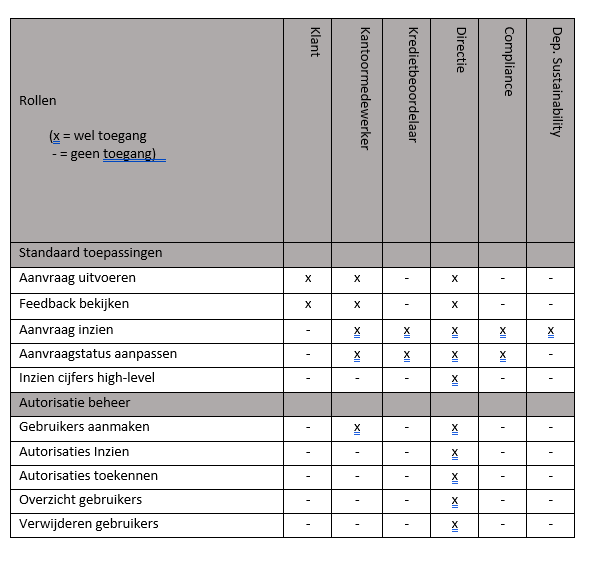 Rollen Klant Kantoormedewerker Kredietbeoordelaar Directie Compliance Dep. Sustainability
(x = wel toegang
- = geen toegang)
Standaard toepassingen
Aanvraag uitvoeren x x - x - -
Feedback bekijken x x - x - -
Aanvraag inzien - x x x x x
Aanvraagstatus aanpassen - x x x x -
Inzien cijfers high-level - - - x - -
Autorisatie beheer
Gebruikers aanmaken - x - x - -
Autorisaties Inzien - - - x - -
Autorisaties toekennen - - - x - -
Overzicht gebruikers - - - x - -
Verwijderen gebruikers - - - x - -